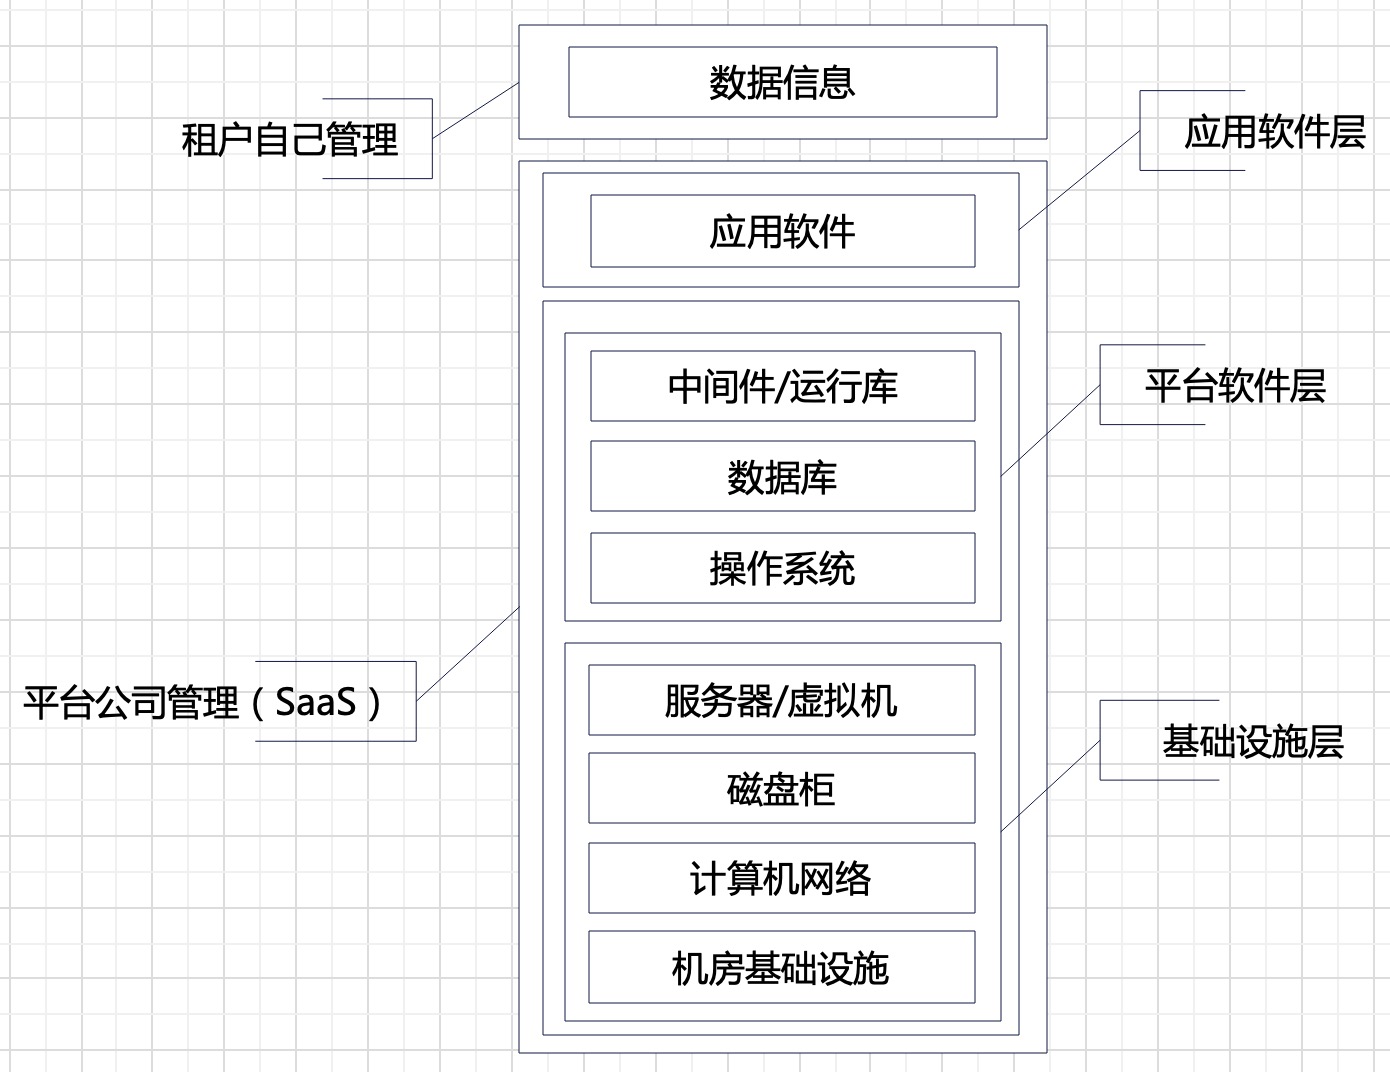 数据信息
租户自己管理
应用软件层
应用软件
中间件/运行库
平台软件层
数据库
操作系统
服务器/虚拟机
平台公司管理（SaaS）
基础设施层
磁盘柜
计算机网络
机房基础设施